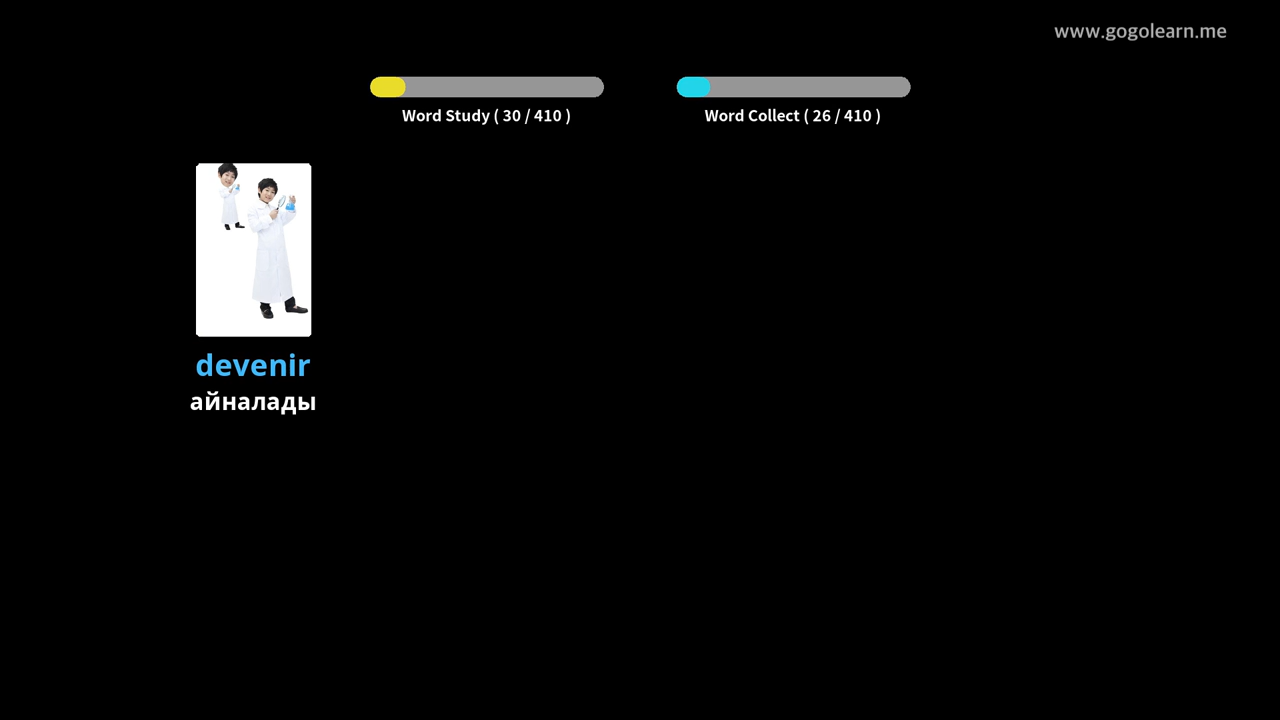 www.gogolearn.me
Word Study ( 30 / 410 )
Word Collect ( 26 / 410 )
devenir
айналады